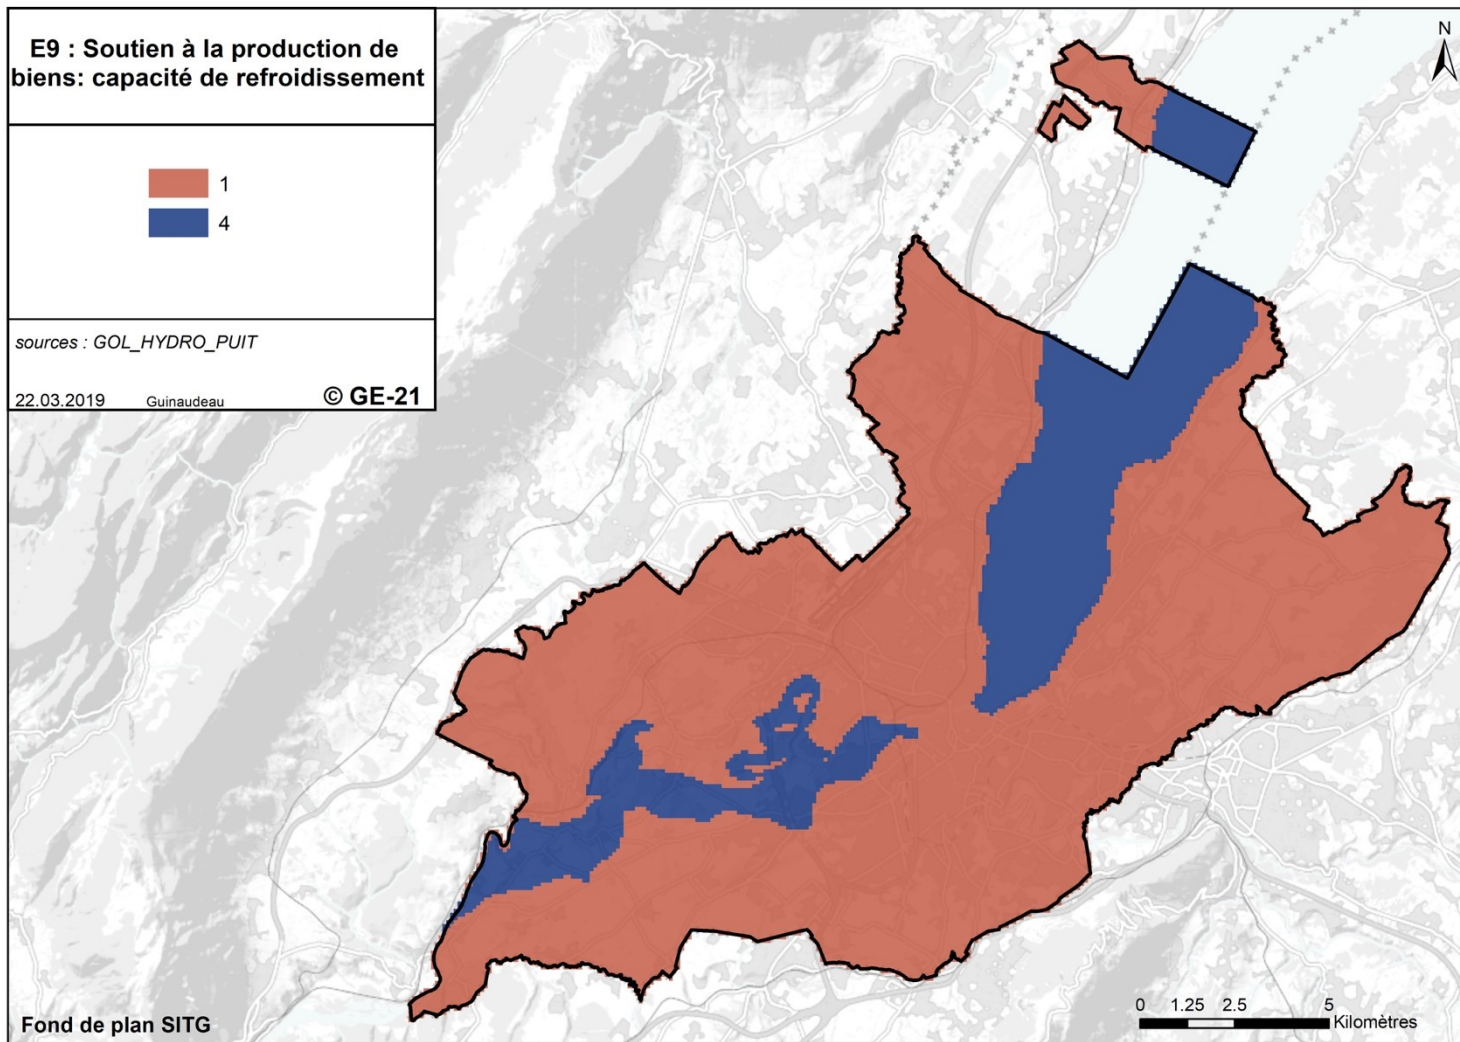 E9 : Soutien à la production de
biens: capacité de refroidissement
1
4
sources : GOL_HYDRO_PUIT
22.03.2019 Guinaudeau © GE-21
N
0 1.25 2.5 5
Kilomètres
Fond de plan SITG